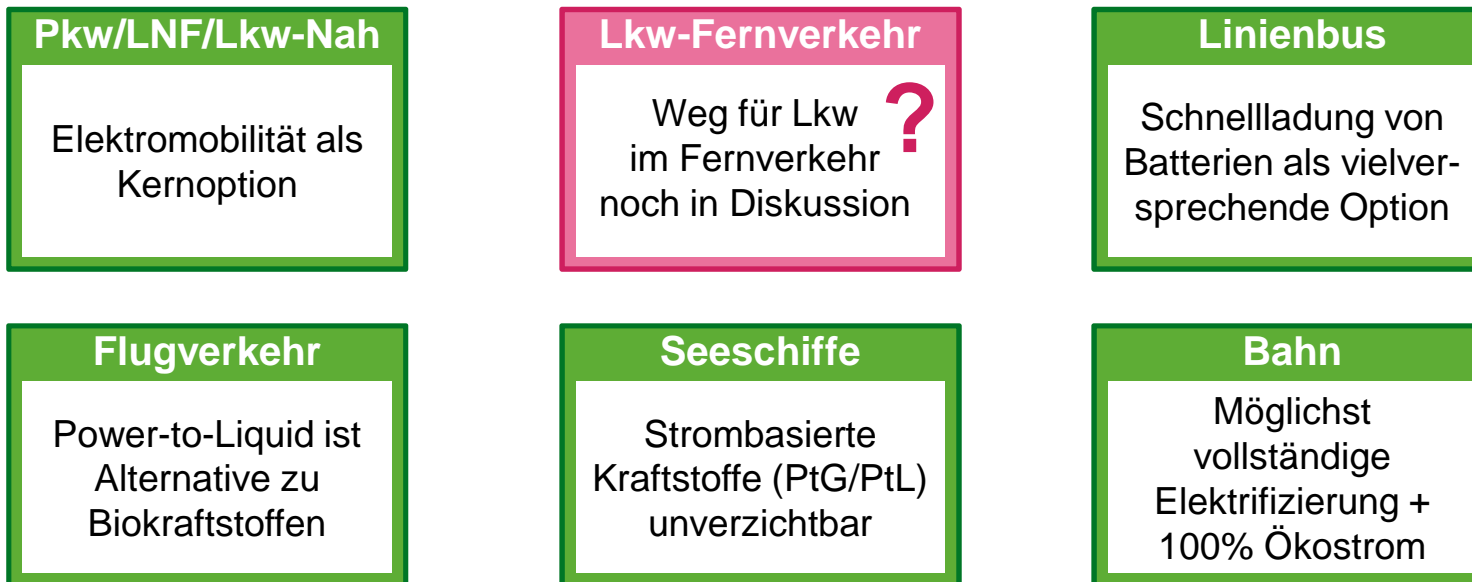 Pkw/LNF/Lkw-Nah
Elektromobilität als
Kernoption
Lkw-Fernverkehr
Weg für Lkw
im Fernverkehr
noch in Diskussion
?
Linienbus
Schnellladung von
Batterien als vielver-
sprechende Option
Flugverkehr
Power-to-Liquid ist
Alternative zu
Biokraftstoffen
Seeschiffe
Strombasierte
Kraftstoffe (PtG/PtL)
unverzichtbar
Bahn
Möglichst
vollständige
Elektrifizierung +
100% Ökostrom